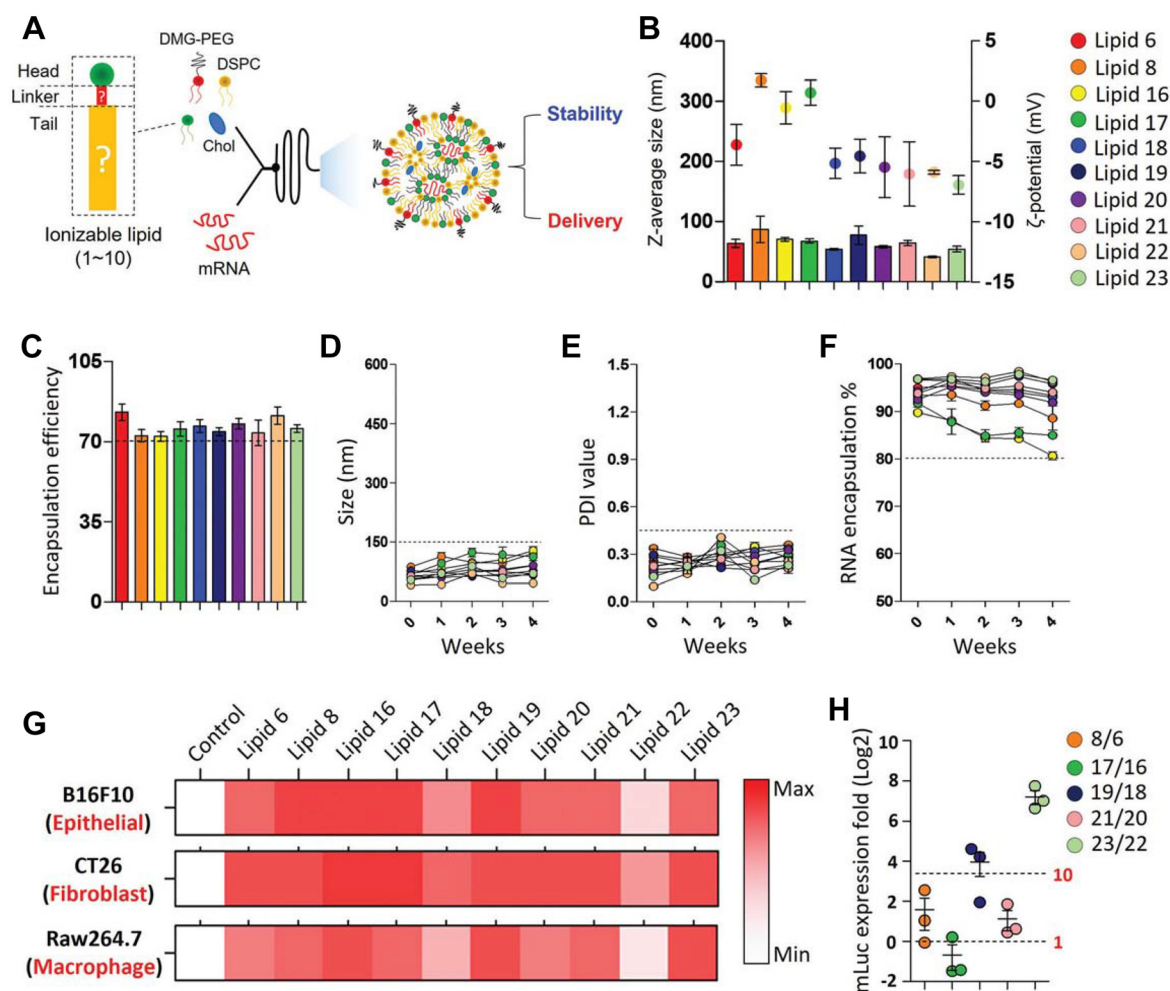 A
DMG-PEG
DSPC
Head
Linker
Tail
?
?
Chol
Ionizable lipid
(1~10)
mRNA
Stability
Delivery
B
Z-average size (nm)
400
300
200
100
0
ζ-potential (mV)
5
0
-5
-10
-15
Lipid 6
Lipid 8
Lipid 16
Lipid 17
Lipid 18
Lipid 19
Lipid 20
Lipid 21
Lipid 22
Lipid 23
C
Encapsulation efficiency
105
70
35
0
D
Size (nm)
600
450
300
150
0
0 1 2 3 4
Weeks
E
PDI value
1.5
1.2
0.9
0.6
0.3
0.0
0 1 2 3 4
Weeks
F
RNA encapsulation %
100
90
80
70
60
50
0 1 2 3 4
Weeks
G
Control
Lipid 6
Lipid 8
Lipid 16
Lipid 17
Lipid 18
Lipid 19
Lipid 20
Lipid 21
Lipid 22
Lipid 23
B16F10
(Epithelial)
CT26
(Fibroblast)
Raw264.7
(Macrophage)
Max
Min
H
mLuc expression fold (Log2)
10
8
6
4
2
0
-2
10
1
8/6
17/16
19/18
21/20
23/22